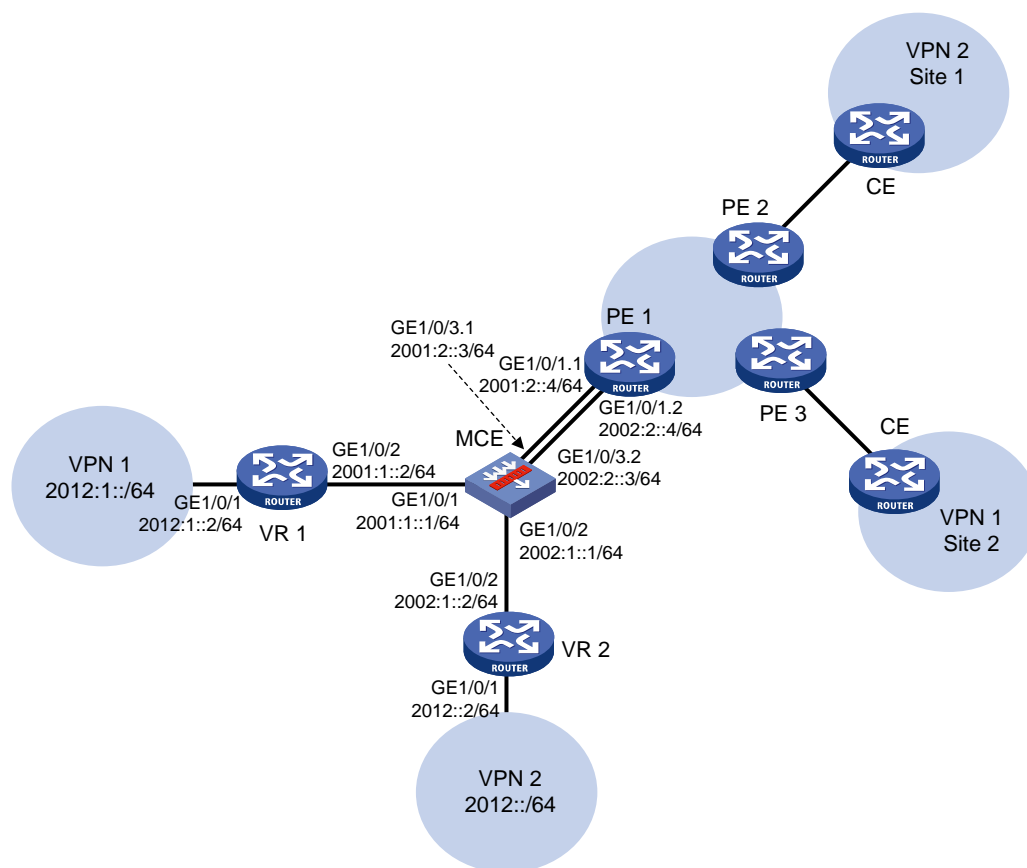 VPN 2
Site 1
ROUTER
CE
PE 2
ROUTER
GE1/0/3.1
2001:2::3/64
PE 1
GE1/0/1.1
2001:2::4/64
ROUTER
ROUTER
PE 3
GE1/0/1.2
2002:2::4/64
MCE
CE
GE1/0/3.2
2002:2::3/64
VPN 1
2012:1::/64
GE1/0/2
2001:1::2/64
ROUTER
GE1/0/1
2012:1::2/64
VR 1
GE1/0/1
2001:1::1/64
ROUTER
VPN 1
Site 2
GE1/0/2
2002:1::1/64
GE1/0/2
2002:1::2/64
VR 2
ROUTER
GE1/0/1
2012::2/64
VPN 2
2012::/64